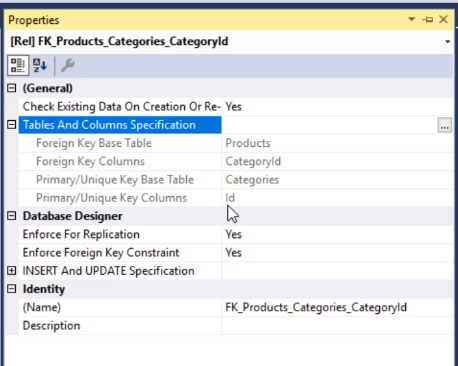 Properties
[Rel] FK_Products_Categories_CategoryId
(General)
Check Existing Data On Creation Or Re- Yes
Tables And Columns Specification ...
Foreign Key Base Table Products
Foreign Key Columns CategoryId
Primary/Unique Key Base Table Categories
Primary/Unique Key Columns Id
Database Designer
Enforce For Replication Yes
Enforce Foreign Key Constraint Yes
INSERT And UPDATE Specification
Identity
(Name) FK_Products_Categories_CategoryId
Description